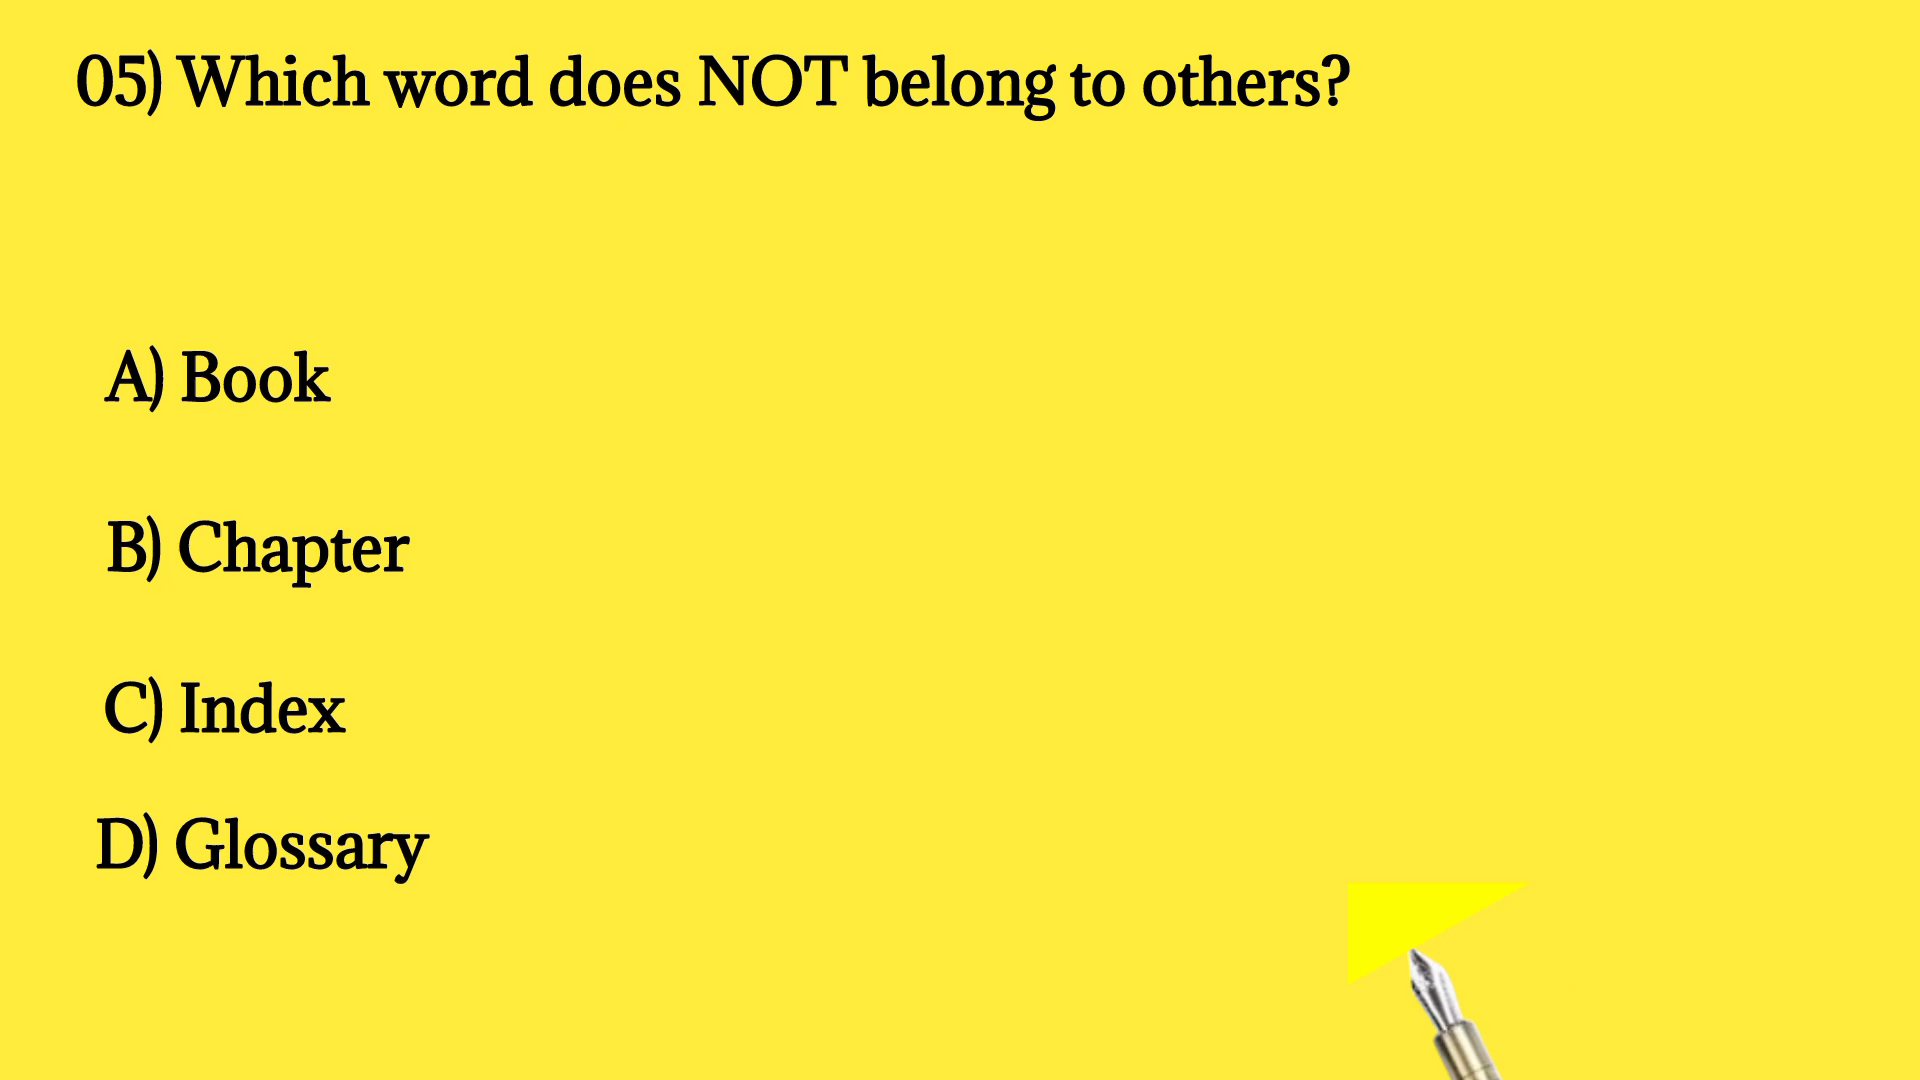 05) Which word does NOT belong to others?
A) Book
B) Chapter
C) Index
D) Glossary